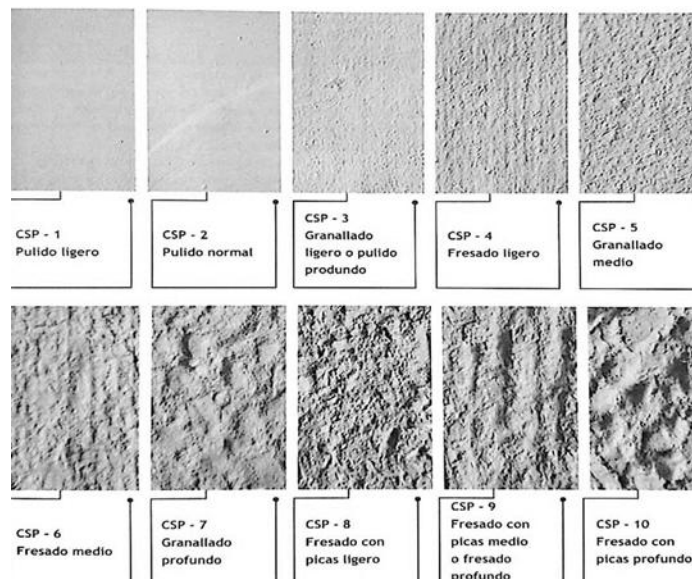 CSP - 1
Pulido ligero
CSP - 2
Pulido normal
CSP - 3
Granallado
ligero o pulido
produndo
CSP - 4
Fresado ligero
CSP - 5
Granallado
medio
CSP - 6
Fresado medio
CSP - 7
Granallado
profundo
CSP - 8
Fresado con
picas ligero
CSP - 9
Fresado con
picas medio
o fresado
profundo
CSP - 10
Fresado con
picas profundo